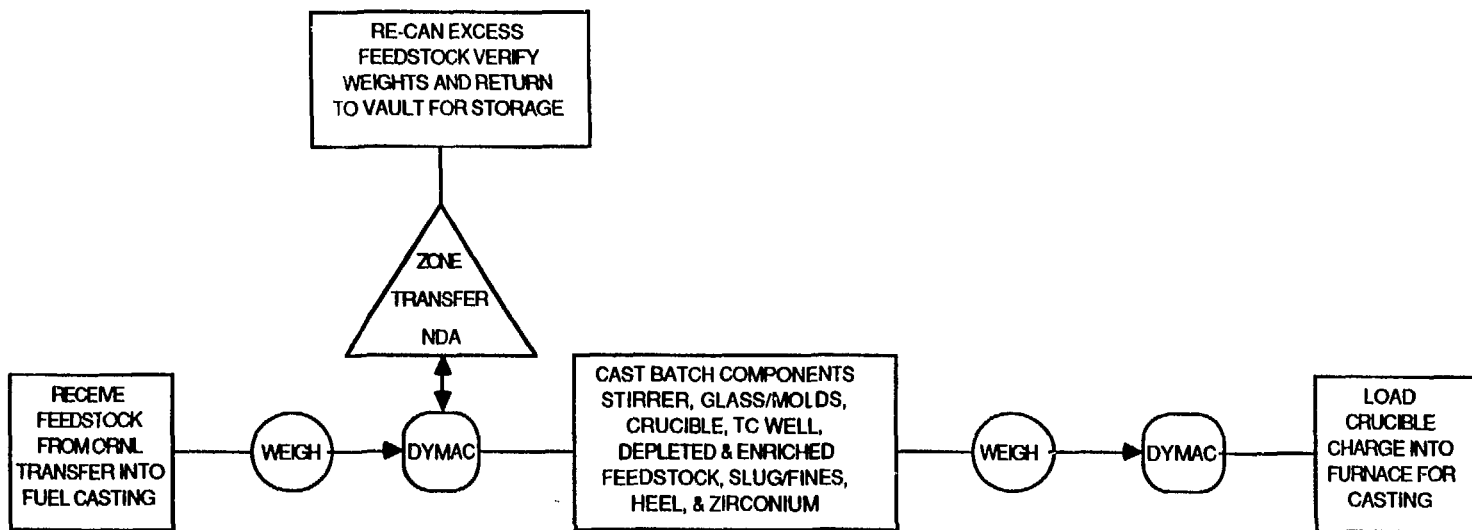 RE-CAN EXCESS
FEEDSTOCK VERIFY
WEIGHTS AND RETURN
TO VAULT FOR STORAGE
ZONE
TRANSFER
NDA
RECEIVE
FEEDSTOCK
FROM ORNL
TRANSFER INTO
FUEL CASTING
WEIGH
DYMAC
CAST BATCH COMPONENTS
STIRRER, GLASS/MOLDS,
CRUCIBLE, TC WELL,
DEPLETED & ENRICHED
FEEDSTOCK, SLUG/FINES,
HEEL, & ZIRCONIUM
WEIGH
DYMAC
LOAD
CRUCIBLE
CHARGE INTO
FURNACE FOR
CASTING